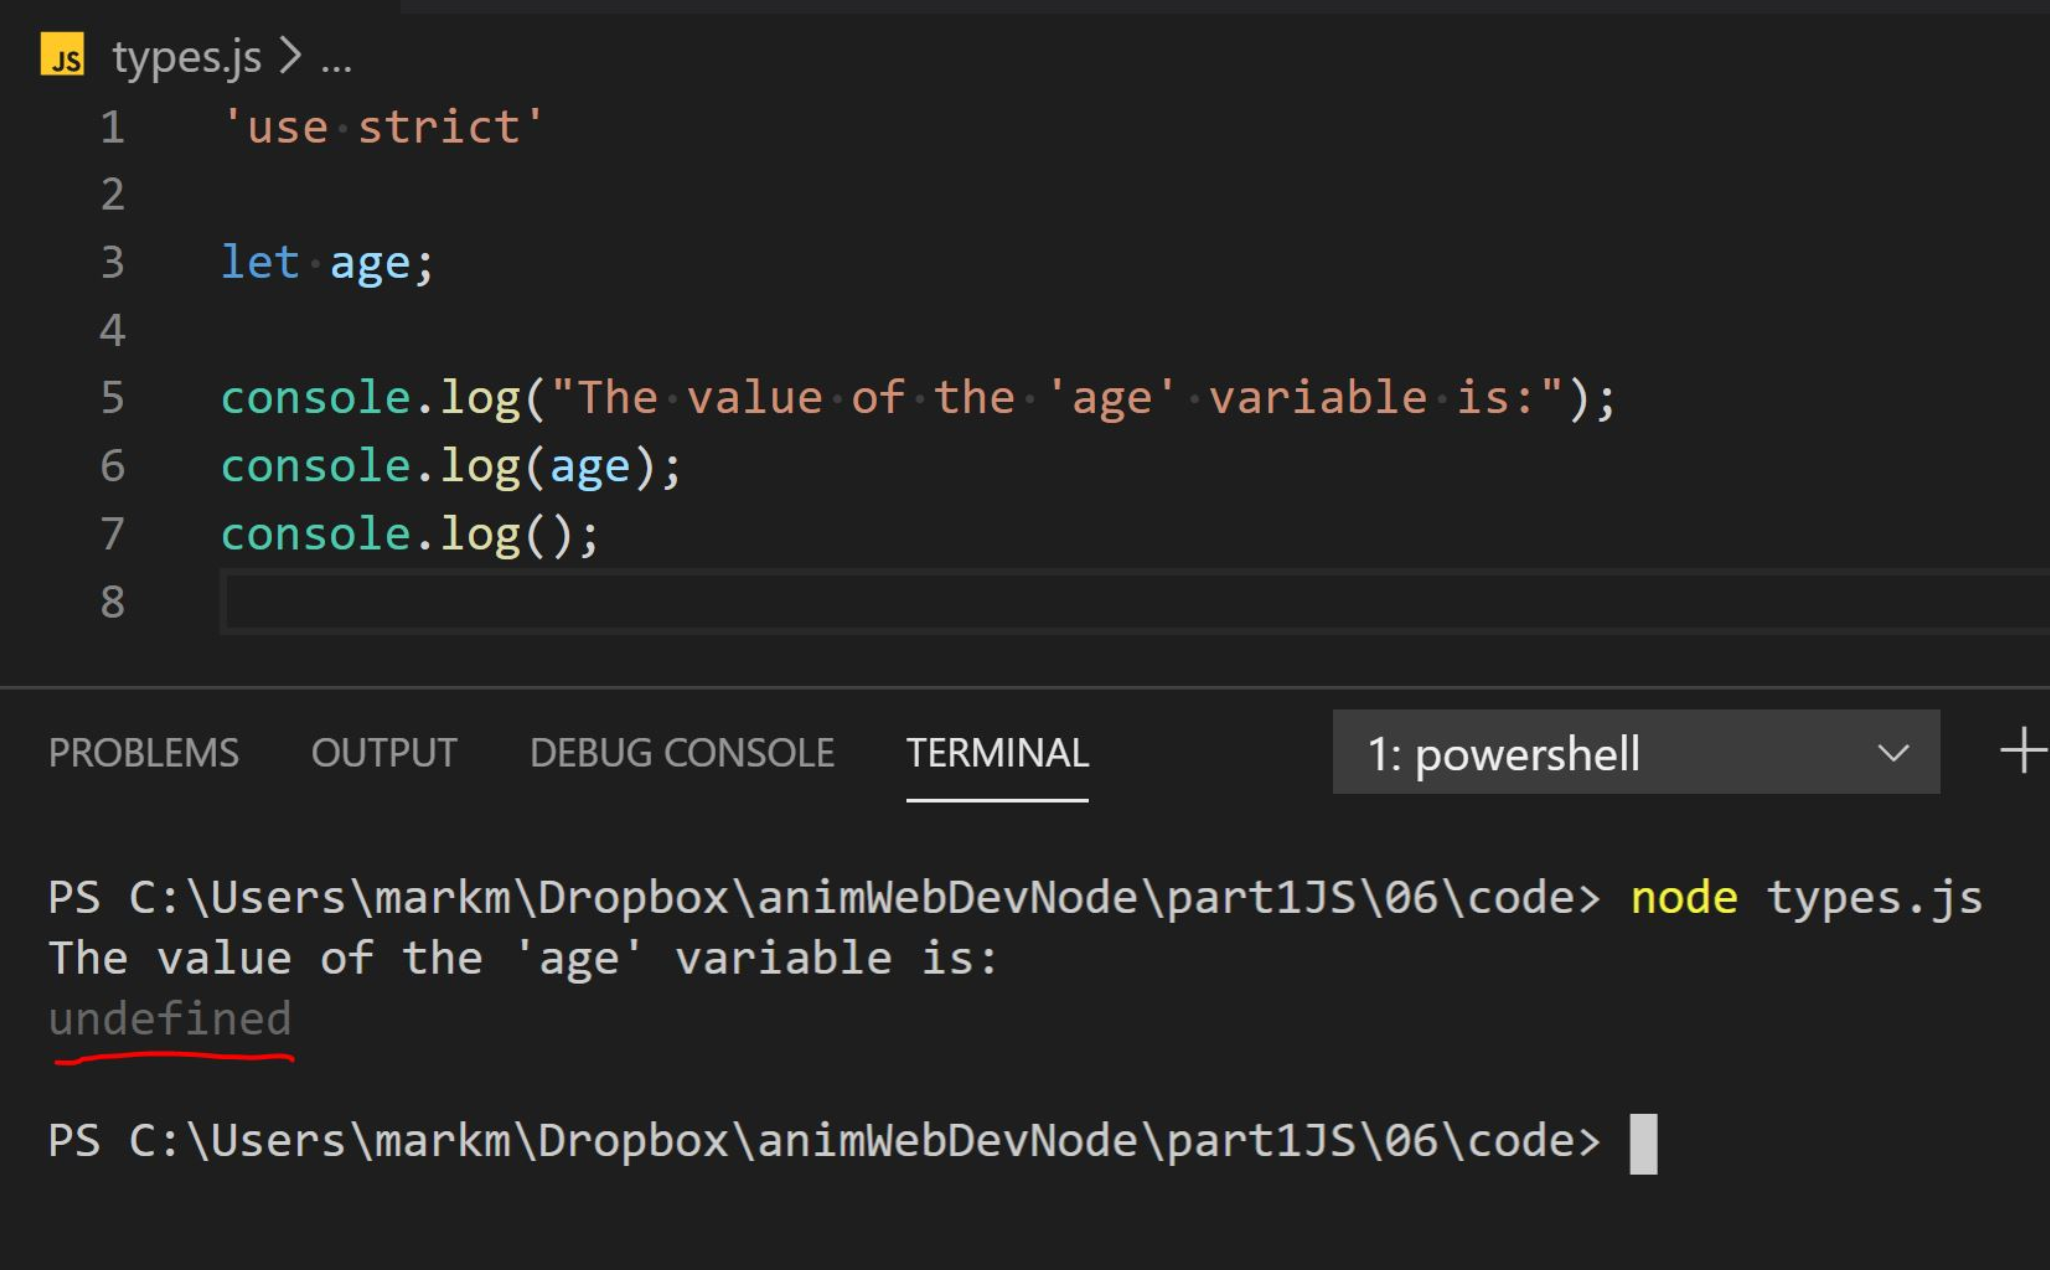 JS types.js > ...
1 'use strict'
2
3 let age;
4
5 console.log("The value of the 'age' variable is:");
6 console.log(age);
7 console.log();
8
PROBLEMS OUTPUT DEBUG CONSOLE TERMINAL 1: powershell +
PS C:\Users\markm\Dropbox\animWebDevNode\part1JS\06\code> node types.js
The value of the 'age' variable is:
undefined
PS C:\Users\markm\Dropbox\animWebDevNode\part1JS\06\code>